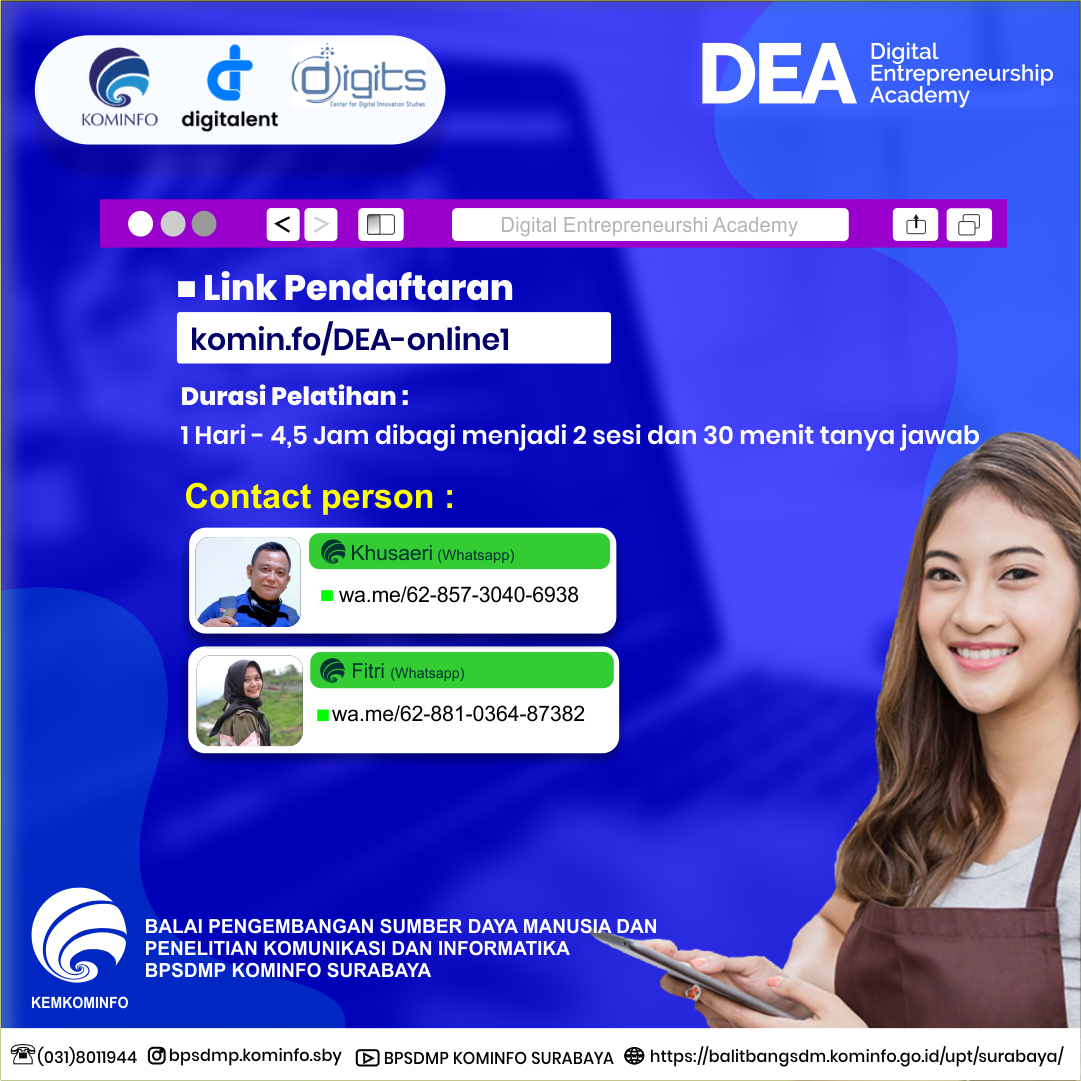 KOMINFO
digitalent
digits
Center for Digital Innovation Studies
DEA
Digital
Entrepreneurship
Academy
Digital Entrepreneurshi Academy
Link Pendaftaran
komin.fo/DEA-online1
Durasi Pelatihan :
1 Hari - 4,5 Jam dibagi menjadi 2 sesi dan 30 menit tanya jawab
Contact person :
Khusaeri (Whatsapp)
wa.me/62-857-3040-6938
Fitri (Whatsapp)
wa.me/62-881-0364-87382
BALAI PENGEMBANGAN SUMBER DAYA MANUSIA DAN
PENELITIAN KOMUNIKASI DAN INFORMATIKA
BPSDMP KOMINFO SURABAYA
KEMKOMINFO
(031)8011944 bpsdmp.kominfo.sby BPSDMP KOMINFO SURABAYA https://balitbangsdm.kominfo.go.id/upt/surabaya/